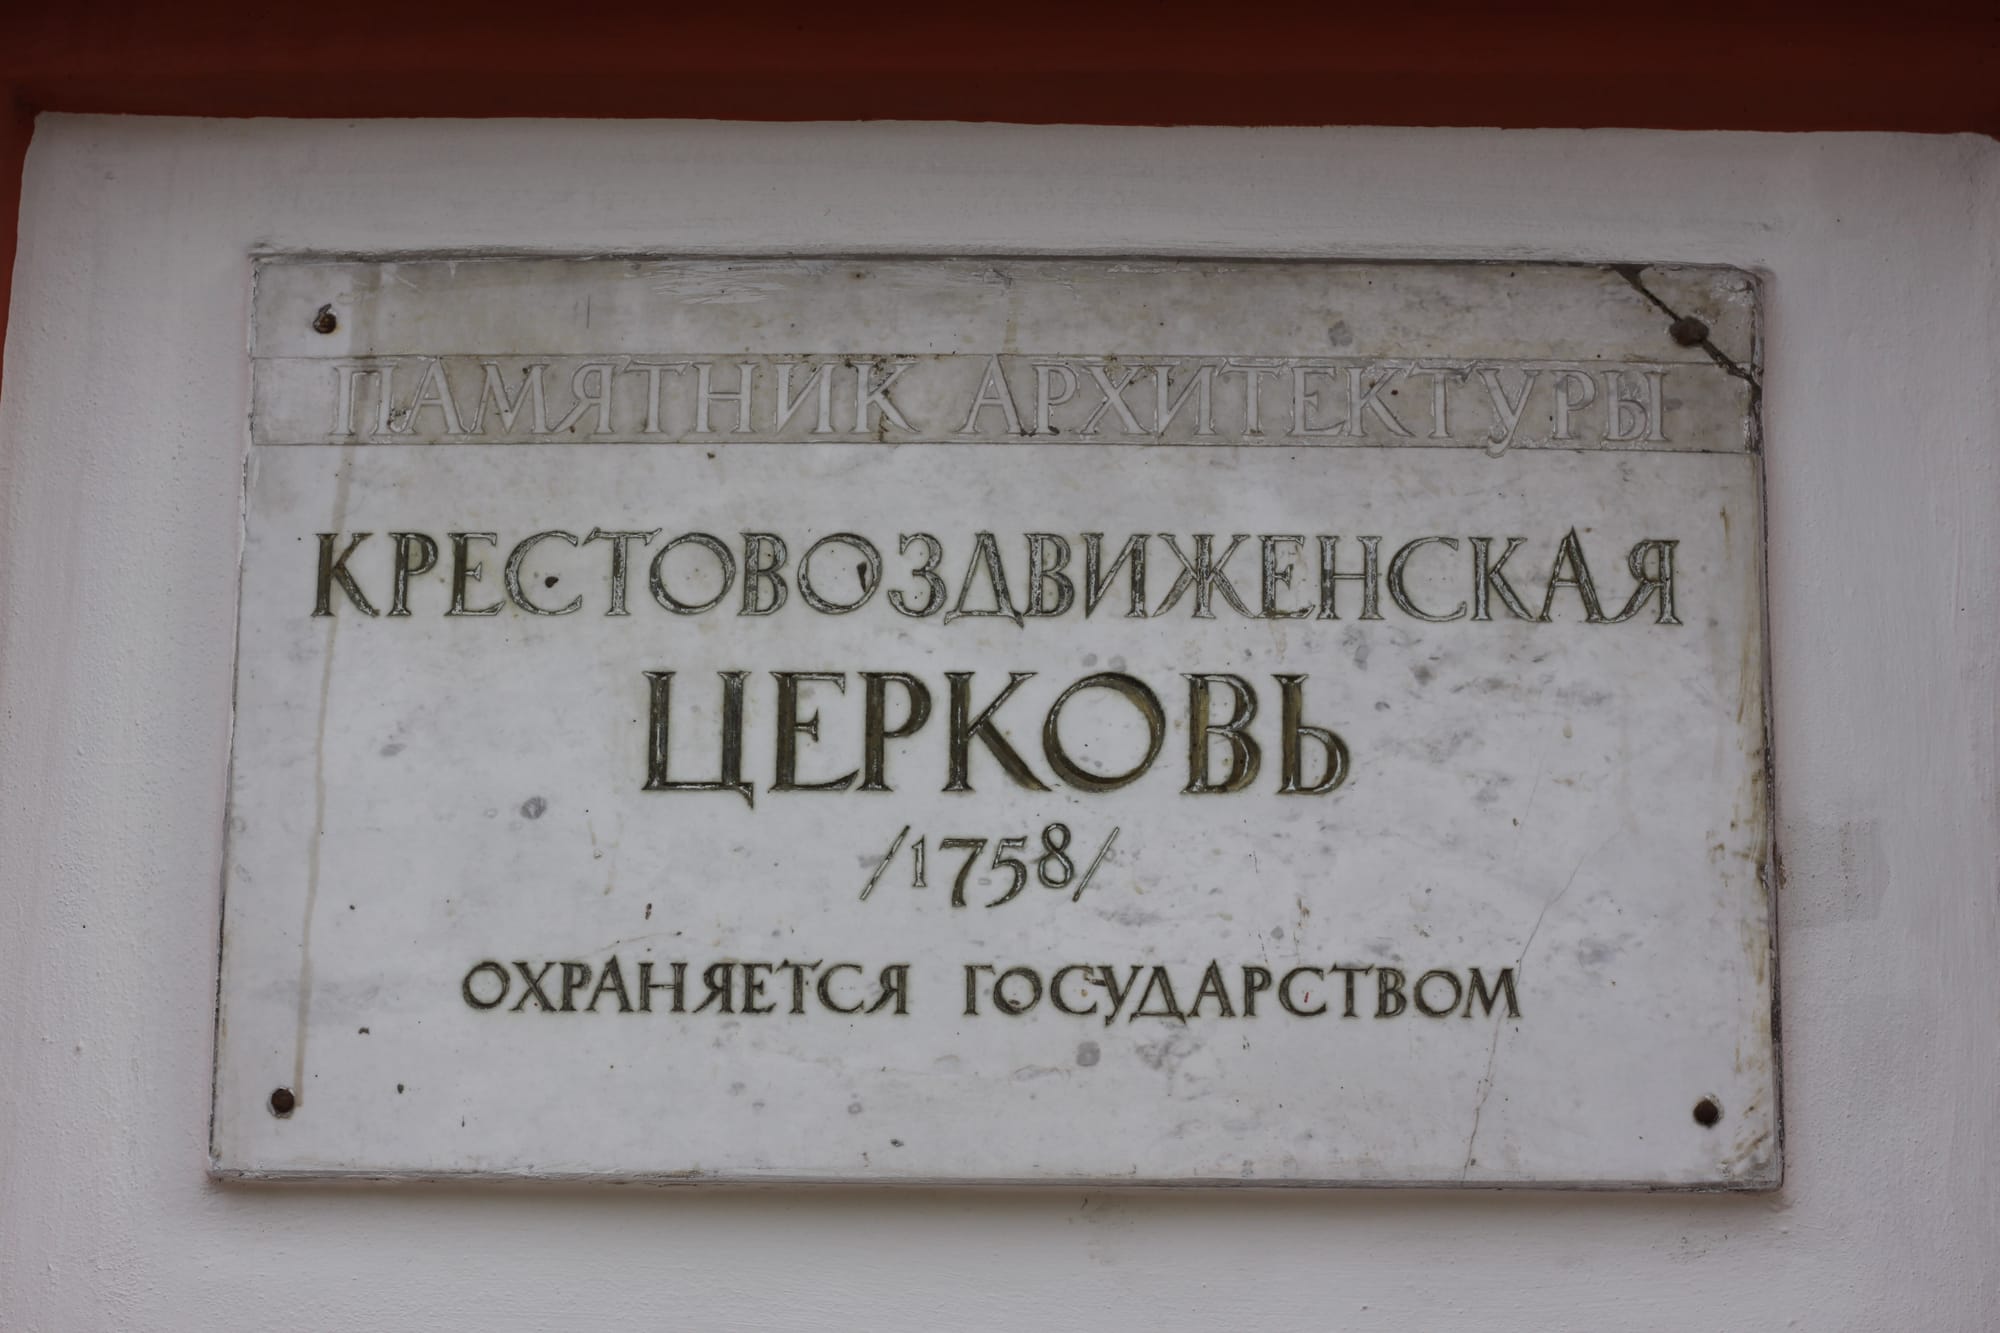 ПАМЯТНИК АРХИТЕКТУРЫ
КРЕСТОВОЗДВИЖЕНСКАЯ
ЦЕРКОВЬ
/1758/
ОХРАНЯЕТСЯ ГОСУДАРСТВОМ